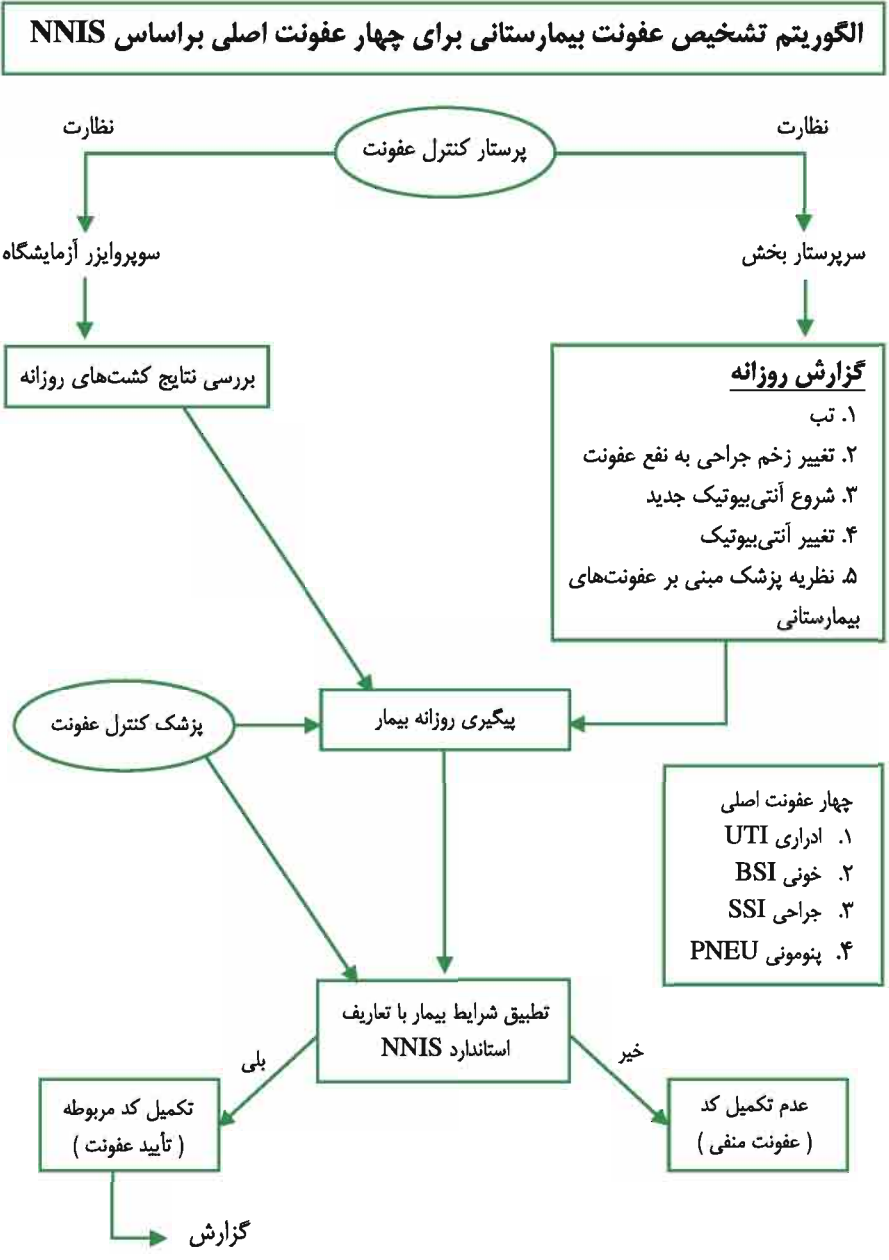 الگوریتم تشخیص عفونت بیمارستانی برای چهار عفونت اصلی براساس NNIS
پرستار کنترل عفونت
نظارت
نظارت
سرپرستار بخش
سوپروایزر آزمایشگاه
گزارش روزانه
۱. تب
۲. تغییر زخم جراحی به نفع عفونت
۳. شروع آنتی‌بیوتیک جدید
۴. تغییر آنتی‌بیوتیک
۵. نظریه پزشک مبنی بر عفونت‌های
بیمارستانی
بررسی نتایج کشت‌های روزانه
پیگیری روزانه بیمار
پزشک کنترل عفونت
چهار عفونت اصلی
۱. ادراری UTI
۲. خونی BSI
۳. جراحی SSI
۴. پنومونی PNEU
تطبیق شرایط بیمار با تعاریف
استاندارد NNIS
خیر
بلی
عدم تکمیل کد
( عفونت منفی )
تکمیل کد مربوطه
( تأیید عفونت )
گزارش